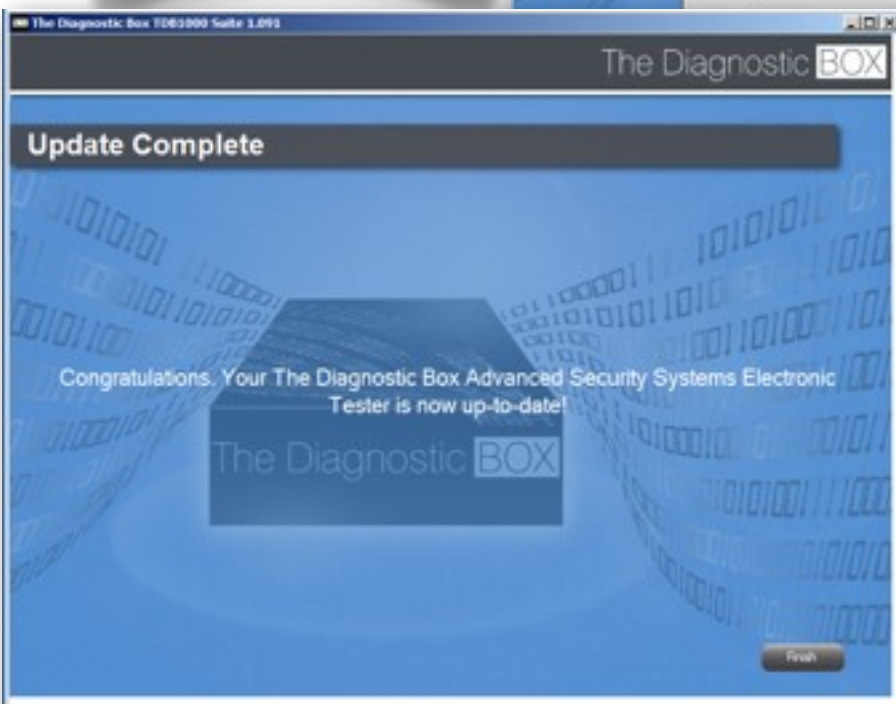 The Diagnostic Box TDB1000 Suite 1.091
The Diagnostic BOX
Update Complete
Congratulations. Your The Diagnostic Box Advanced Security Systems Electronic
Tester is now up-to-date!
The Diagnostic BOX
Finish